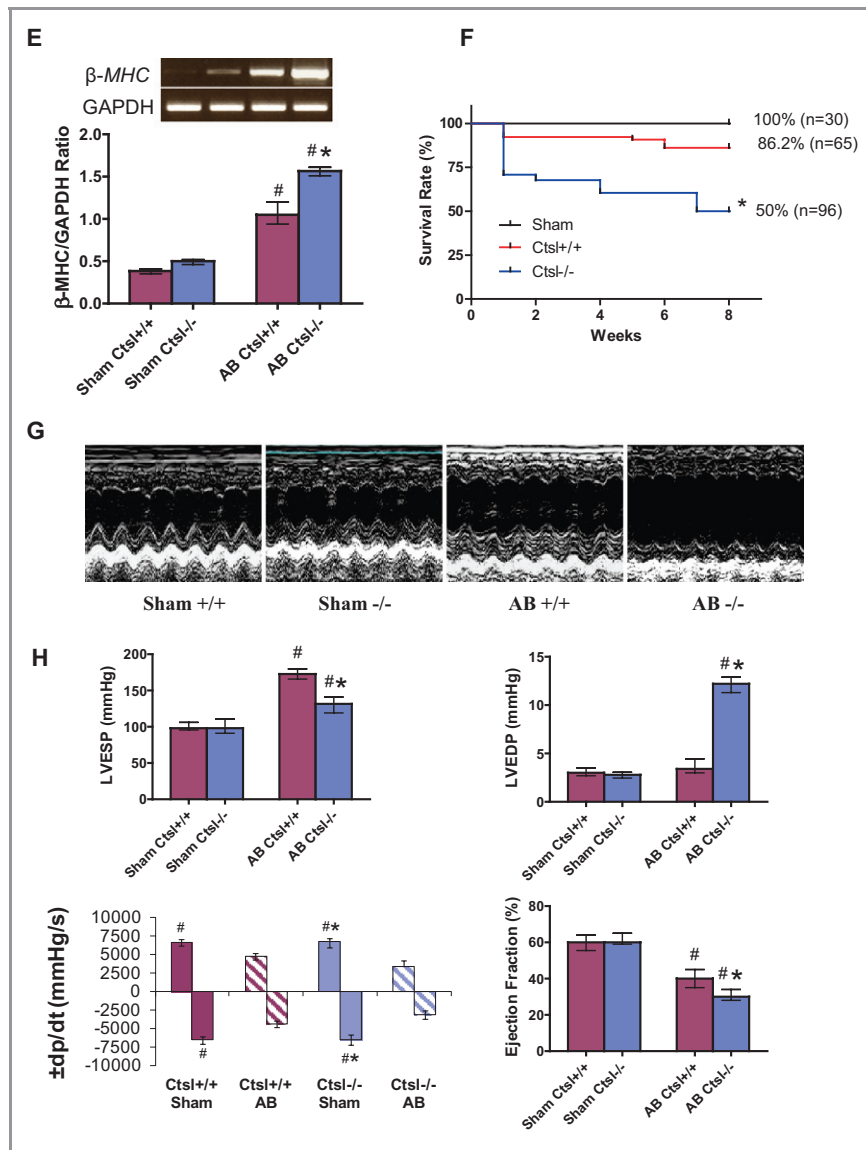 E
β-MHC
GAPDH
β-MHC/GAPDH Ratio
2.0
1.5
1.0
0.5
0.0
#
#*
Sham Ctsl+/+
Sham Ctsl-/-
AB Ctsl+/+
AB Ctsl-/-
F
Survival Rate (%)
100
75
50
25
0
100% (n=30)
86.2% (n=65)
* 50% (n=96)
Sham
Ctsl+/+
Ctsl-/-
0 2 4 6 8
Weeks
G
Sham +/+ Sham -/- AB +/+ AB -/-
H
LVESP (mmHg)
200
150
100
50
0
#
#*
Sham Ctsl+/+
Sham Ctsl-/-
AB Ctsl+/+
AB Ctsl-/-
LVEDP (mmHg)
15
10
5
0
#*
Sham Ctsl+/+
Sham Ctsl-/-
AB Ctsl+/+
AB Ctsl-/-
±dp/dt (mmHg/s)
10000
7500
5000
2500
0
-2500
-5000
-7500
-10000
# #*
# #*
Ctsl+/+ Ctsl+/+ Ctsl-/- Ctsl-/-
Sham AB Sham AB
Ejection Fraction (%)
80
60
40
20
0
#
#*
Sham Ctsl+/+
Sham Ctsl-/-
AB Ctsl+/+
AB Ctsl-/-